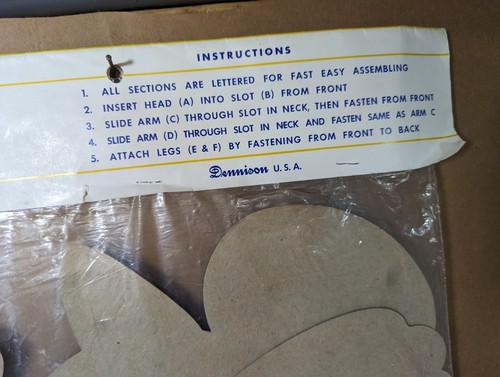 INSTRUCTIONS
1. ALL SECTIONS ARE LETTERED FOR FAST EASY ASSEMBLING
2. INSERT HEAD (A) INTO SLOT (B) FROM FRONT
3. SLIDE ARM (C) THROUGH SLOT IN NECK, THEN FASTEN FROM FRONT
4. SLIDE ARM (D) THROUGH SLOT IN NECK AND FASTEN SAME AS ARM C
5. ATTACH LEGS (E & F) BY FASTENING FROM FRONT TO BACK
Dennison U.S.A.